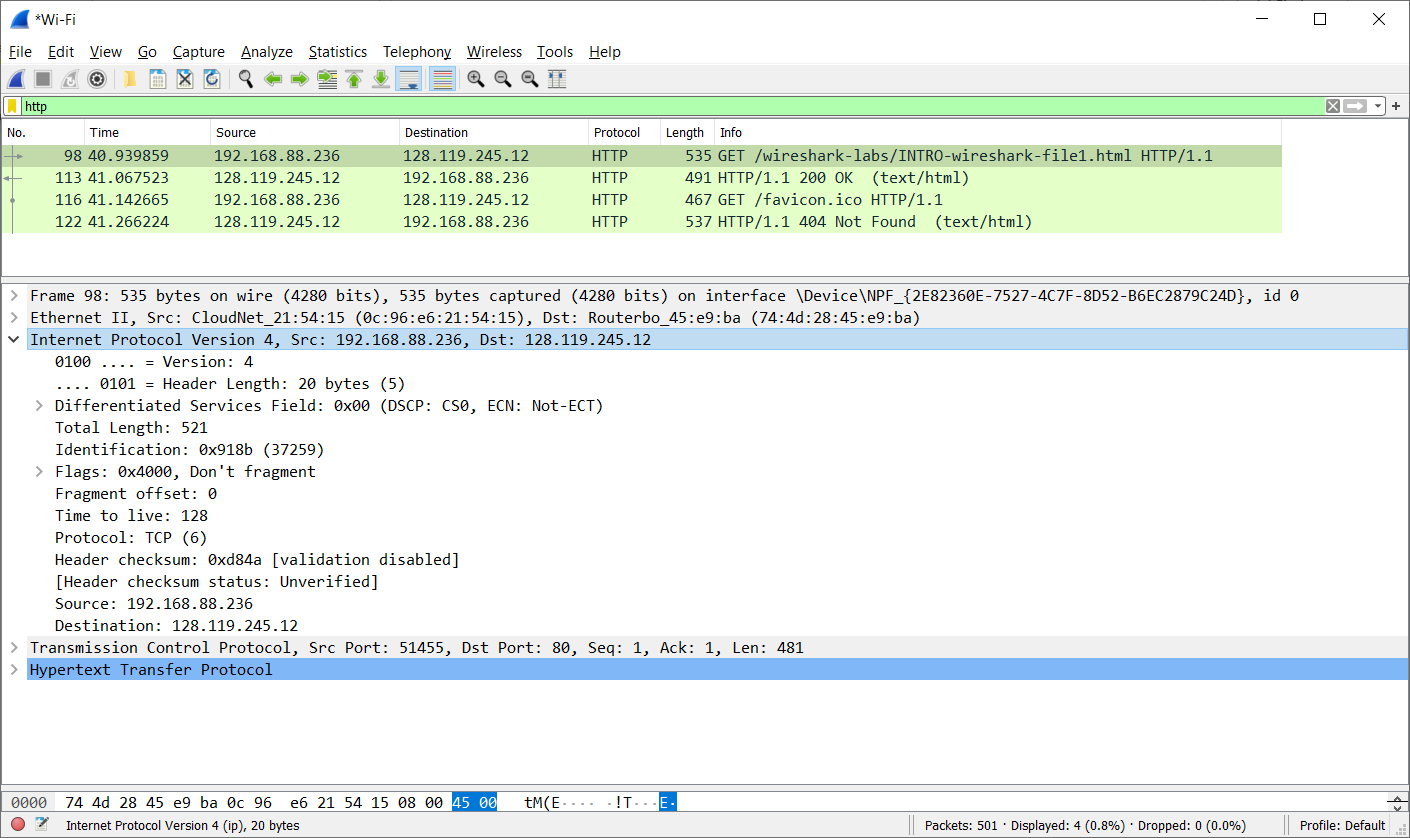 *Wi-Fi
File Edit View Go Capture Analyze Statistics Telephony Wireless Tools Help
http
No. Time Source Destination Protocol Length Info
98 40.939859 192.168.88.236 128.119.245.12 HTTP 535 GET /wireshark-labs/INTRO-wireshark-file1.html HTTP/1.1
113 41.067523 128.119.245.12 192.168.88.236 HTTP 491 HTTP/1.1 200 OK  (text/html)
116 41.142665 192.168.88.236 128.119.245.12 HTTP 467 GET /favicon.ico HTTP/1.1
122 41.266224 128.119.245.12 192.168.88.236 HTTP 537 HTTP/1.1 404 Not Found  (text/html)
Frame 98: 535 bytes on wire (4280 bits), 535 bytes captured (4280 bits) on interface \Device\NPF_{2E82360E-7527-4C7F-8D52-B6EC2879C24D}, id 0
Ethernet II, Src: CloudNet_21:54:15 (0c:96:e6:21:54:15), Dst: Routerbo_45:e9:ba (74:4d:28:45:e9:ba)
Internet Protocol Version 4, Src: 192.168.88.236, Dst: 128.119.245.12
0100 .... = Version: 4
.... 0101 = Header Length: 20 bytes (5)
Differentiated Services Field: 0x00 (DSCP: CS0, ECN: Not-ECT)
Total Length: 521
Identification: 0x918b (37259)
Flags: 0x4000, Don't fragment
Fragment offset: 0
Time to live: 128
Protocol: TCP (6)
Header checksum: 0xd84a [validation disabled]
[Header checksum status: Unverified]
Source: 192.168.88.236
Destination: 128.119.245.12
Transmission Control Protocol, Src Port: 51455, Dst Port: 80, Seq: 1, Ack: 1, Len: 481
Hypertext Transfer Protocol
0000 74 4d 28 45 e9 ba 0c 96 e6 21 54 15 08 00 45 00 tM(E···· ·!T···E·
Internet Protocol Version 4 (ip), 20 bytes Packets: 501 · Displayed: 4 (0.8%) · Dropped: 0 (0.0%) Profile: Default